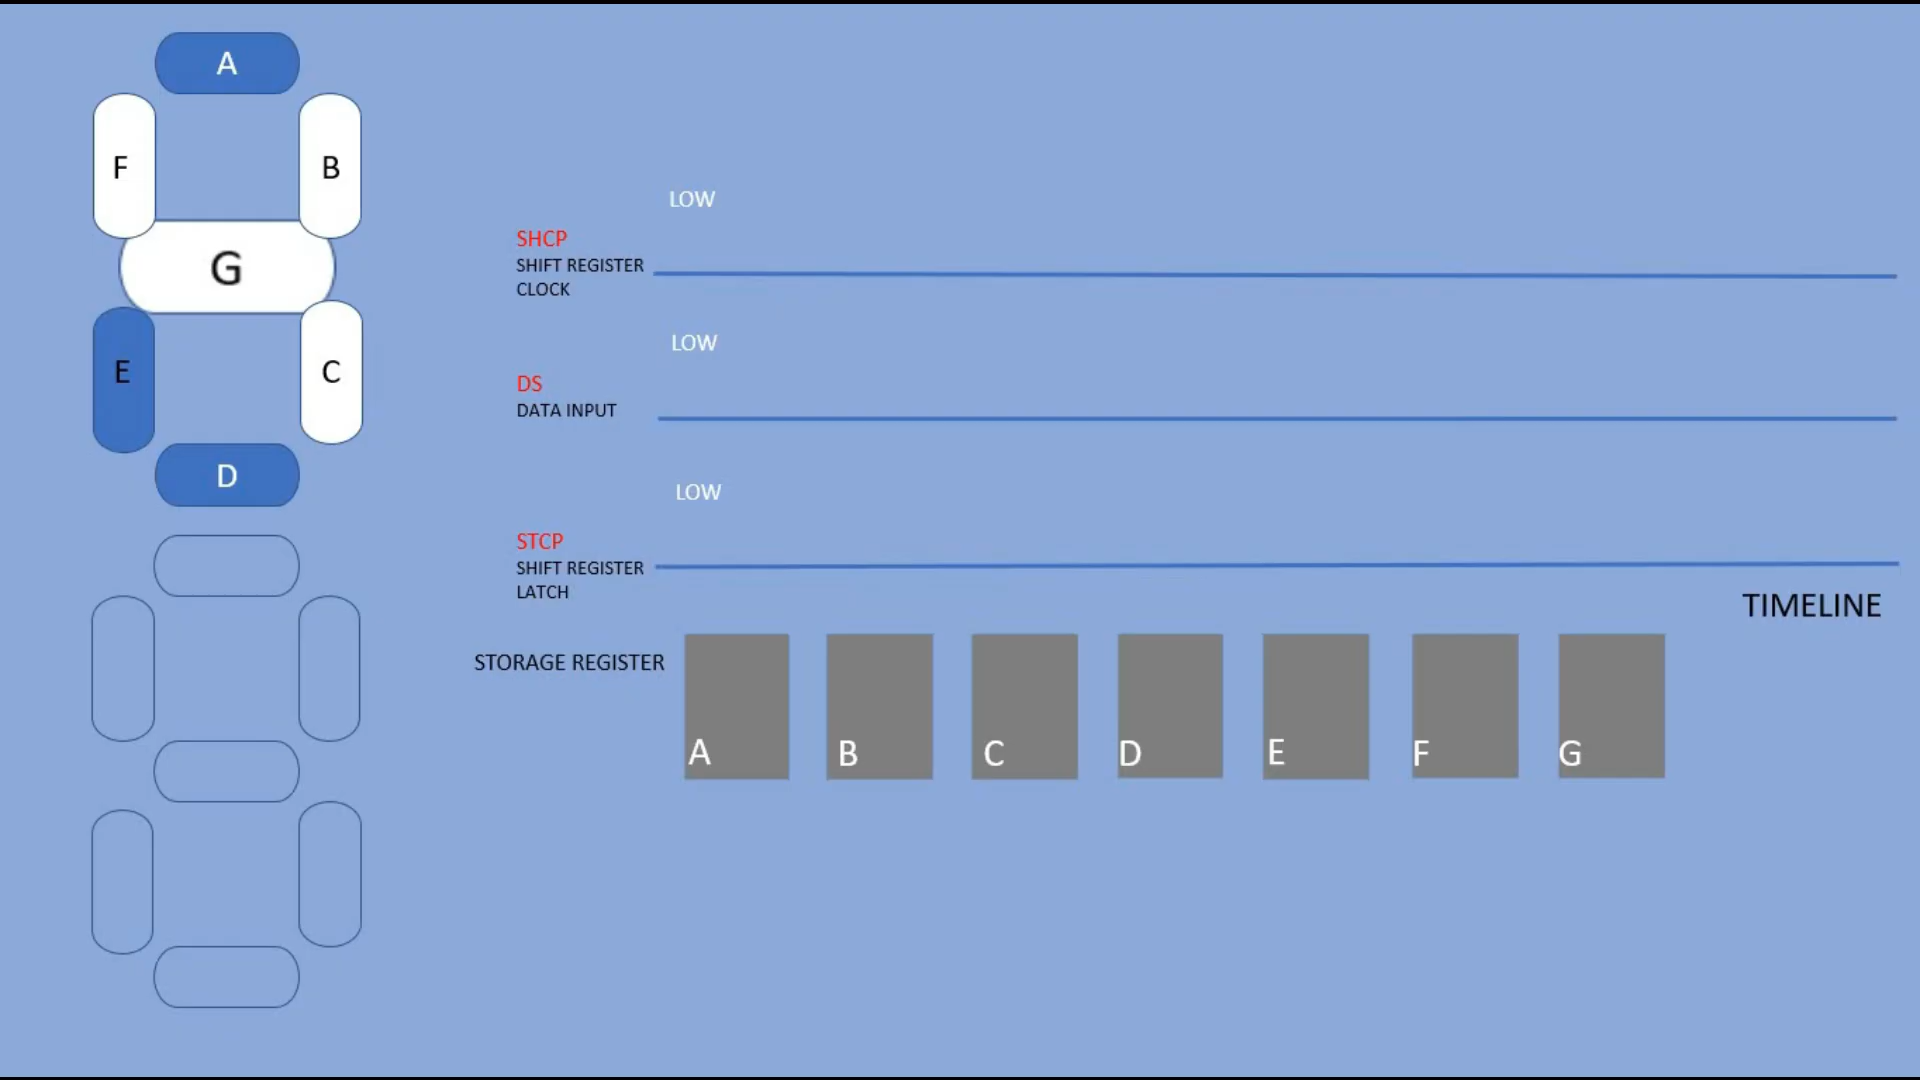 A
F
B
G
E
C
D
LOW
SHCP
SHIFT REGISTER
CLOCK
LOW
DS
DATA INPUT
LOW
STCP
SHIFT REGISTER
LATCH
TIMELINE
STORAGE REGISTER
A B C D E F G